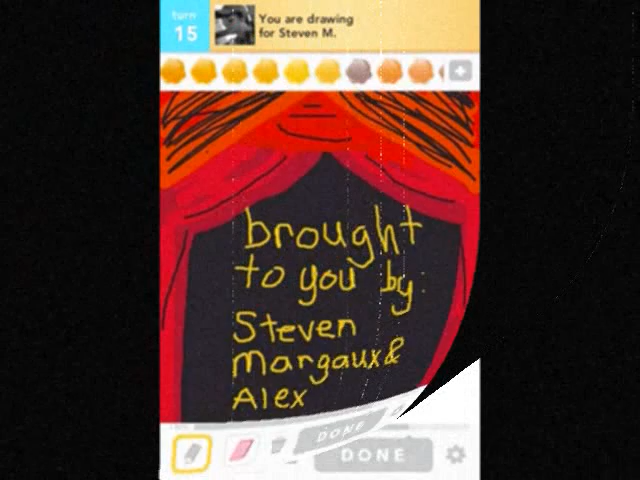 turn
15
You are drawing
for Steven M.
brought
to you by:
Steven
Margaux&
Alex
DONE
DONE